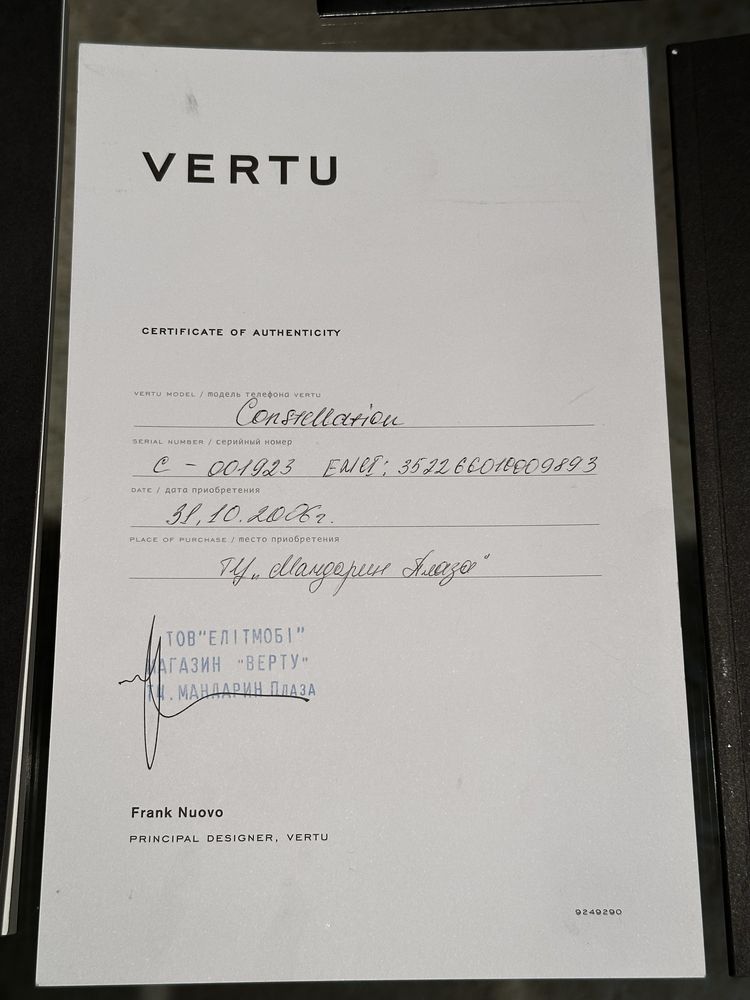 VERTU
CERTIFICATE OF AUTHENTICITY
VERTU MODEL / модель телефона VERTU
Constellation
SERIAL NUMBER / серийный номер
C - 001923 EMEI: 352266010009893
DATE / дата приобретения
31.10.2006г.
PLACE OF PURCHASE / место приобретения
ТЦ „Мандарин Плаза"
ТОВ"ЕЛІТМОБІ"
МАГАЗИН "ВЕРТУ"
ТЦ.МАНДАРИН ПЛАЗА
Frank Nuovo
PRINCIPAL DESIGNER, VERTU
9249290